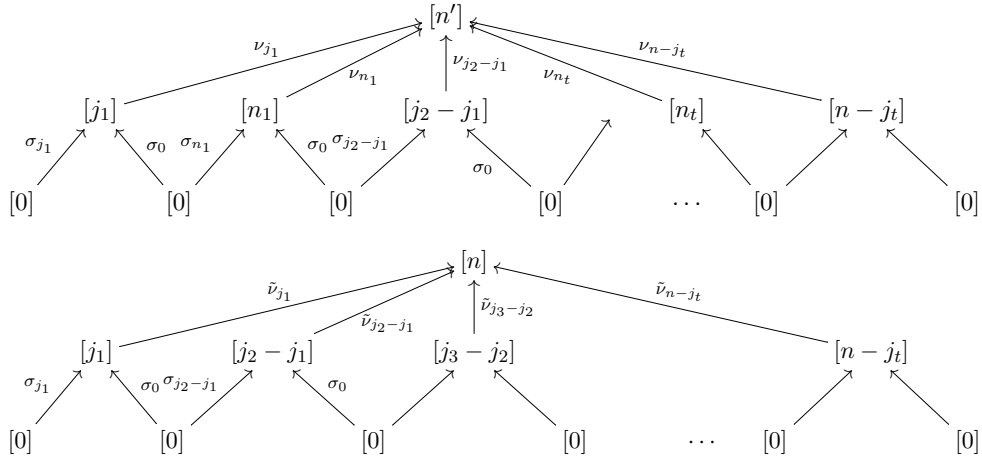 [n′]
ν_{j_1} ν_{n_1} ν_{j_2−j_1} ν_{n_t} ν_{n−j_t}
[j_1] [n_1] [j_2 − j_1] [n_t] [n − j_t]
σ_{j_1} σ_0 σ_{n_1} σ_0 σ_{j_2−j_1} σ_0
[0] [0] [0] [0] ⋯ [0] [0]
[n]
ν̃_{j_1} ν̃_{j_2−j_1} ν̃_{j_3−j_2} ν̃_{n−j_t}
[j_1] [j_2 − j_1] [j_3 − j_2] [n − j_t]
σ_{j_1} σ_0 σ_{j_2−j_1} σ_0
[0] [0] [0] [0] ⋯ [0] [0]